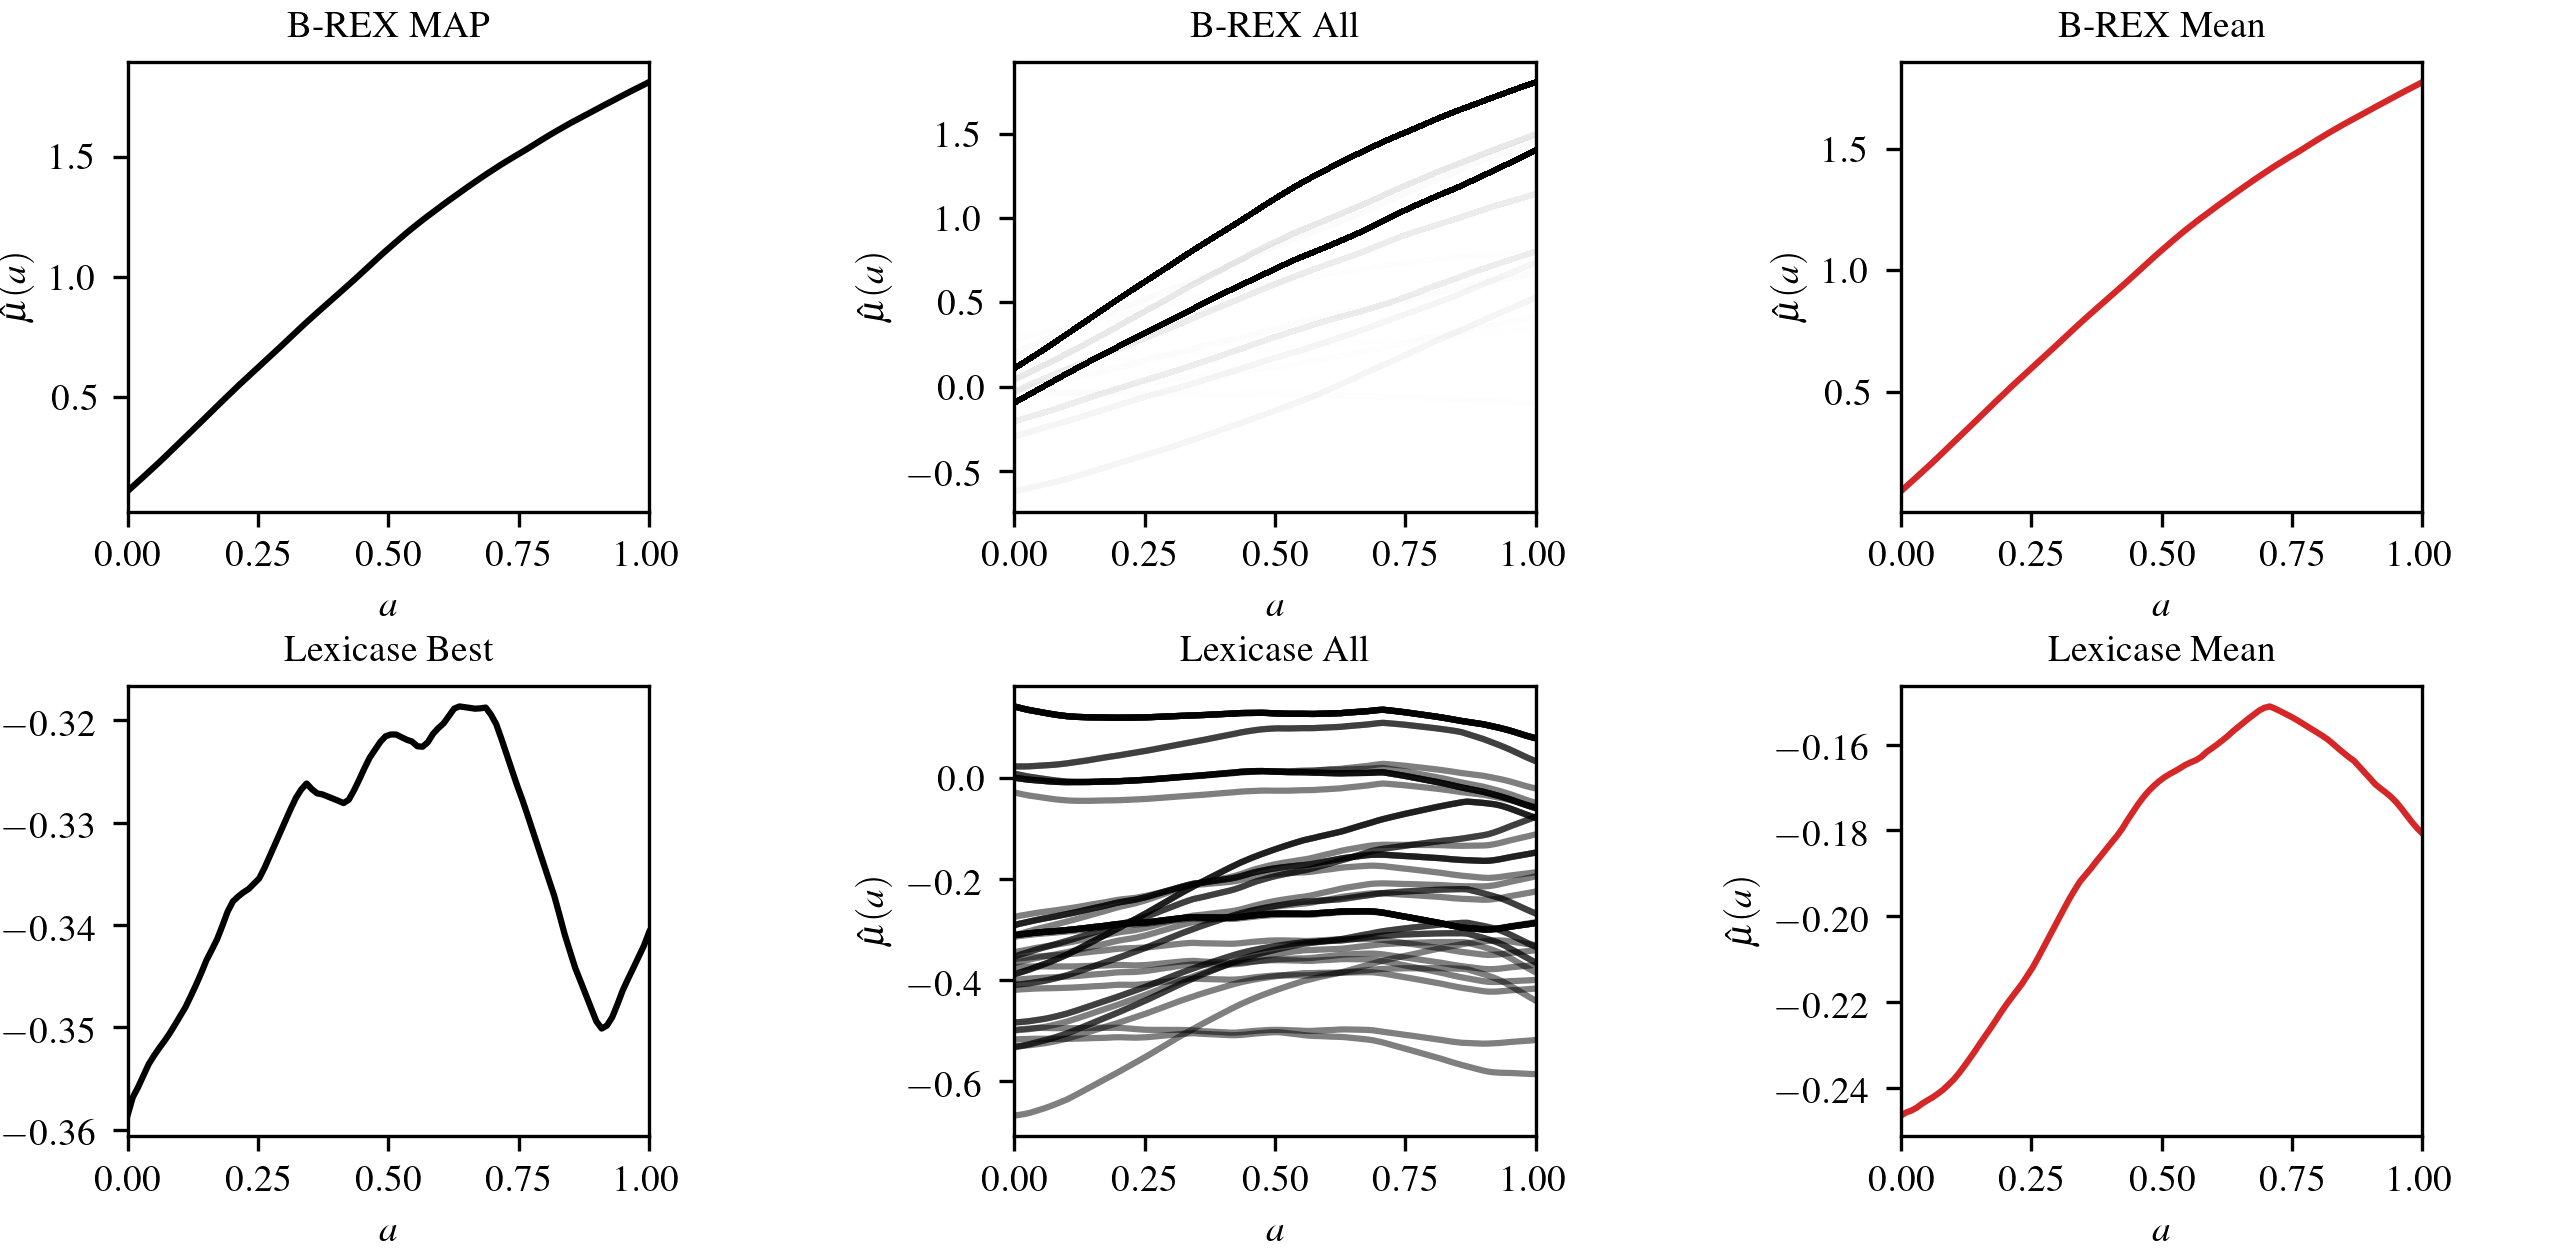 B-REX MAP
B-REX All
B-REX Mean
μ̂(a)
1.5
1.0
0.5
0.00 0.25 0.50 0.75 1.00
a
μ̂(a)
1.5
1.0
0.5
0.0
−0.5
0.00 0.25 0.50 0.75 1.00
a
μ̂(a)
1.5
1.0
0.5
0.00 0.25 0.50 0.75 1.00
a
Lexicase Best
Lexicase All
Lexicase Mean
−0.32
−0.33
−0.34
−0.35
−0.36
0.00 0.25 0.50 0.75 1.00
a
μ̂(a)
0.0
−0.2
−0.4
−0.6
0.00 0.25 0.50 0.75 1.00
a
μ̂(a)
−0.16
−0.18
−0.20
−0.22
−0.24
0.00 0.25 0.50 0.75 1.00
a